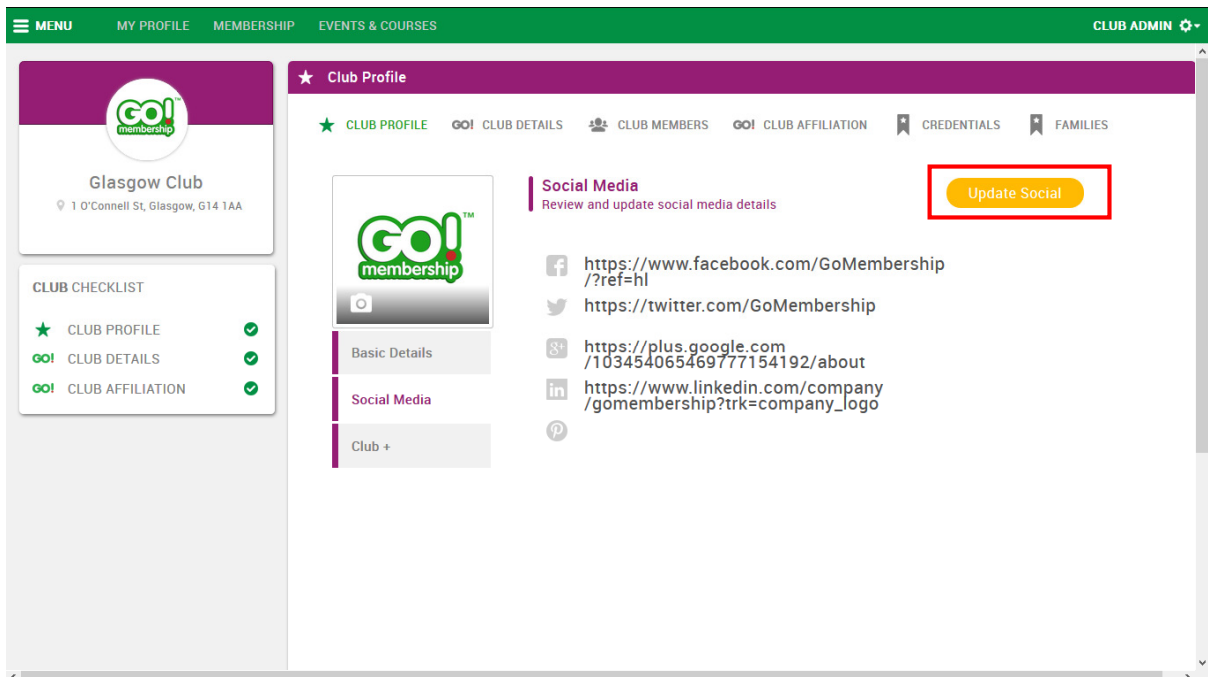 MENU MY PROFILE MEMBERSHIP EVENTS & COURSES CLUB ADMIN
GO!™
membership
Glasgow Club
1 O'Connell St, Glasgow, G14 1AA
CLUB CHECKLIST
CLUB PROFILE
GO! CLUB DETAILS
GO! CLUB AFFILIATION
Club Profile
CLUB PROFILE GO! CLUB DETAILS CLUB MEMBERS GO! CLUB AFFILIATION CREDENTIALS FAMILIES
GO!™
membership
Basic Details
Social Media
Club +
Social Media
Review and update social media details
Update Social
f https://www.facebook.com/GoMembership
/?ref=hl
https://twitter.com/GoMembership
8+ https://plus.google.com
/103454065469777154192/about
in https://www.linkedin.com/company
/gomembership?trk=company_logo